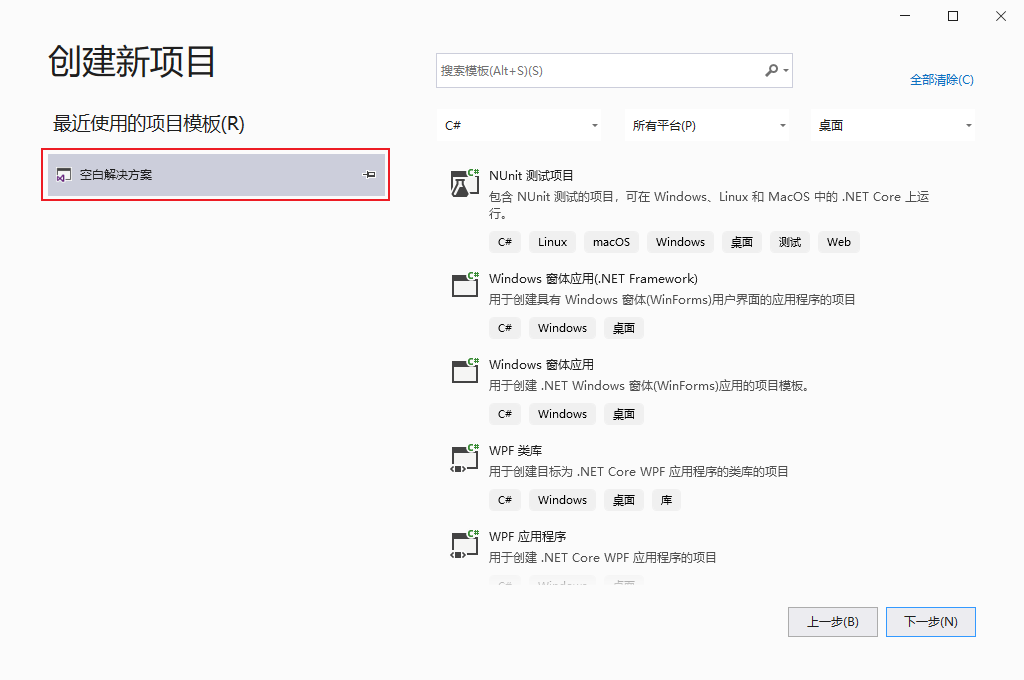 创建新项目
最近使用的项目模板(R)
空白解决方案
搜索模板(Alt+S)(S)
全部清除(C)
C# 所有平台(P) 桌面
C#
NUnit 测试项目
包含 NUnit 测试的项目，可在 Windows、Linux 和 MacOS 中的 .NET Core 上运
行。
C# Linux macOS Windows 桌面 测试 Web
C#
Windows 窗体应用(.NET Framework)
用于创建具有 Windows 窗体(WinForms)用户界面的应用程序的项目
C# Windows 桌面
C#
Windows 窗体应用
用于创建 .NET Windows 窗体(WinForms)应用的项目模板。
C# Windows 桌面
C#
WPF 类库
用于创建目标为 .NET Core WPF 应用程序的类库的项目
C# Windows 桌面 库
C#
WPF 应用程序
用于创建 .NET Core WPF 应用程序的项目
C# Windows 桌面
上一步(B) 下一步(N)